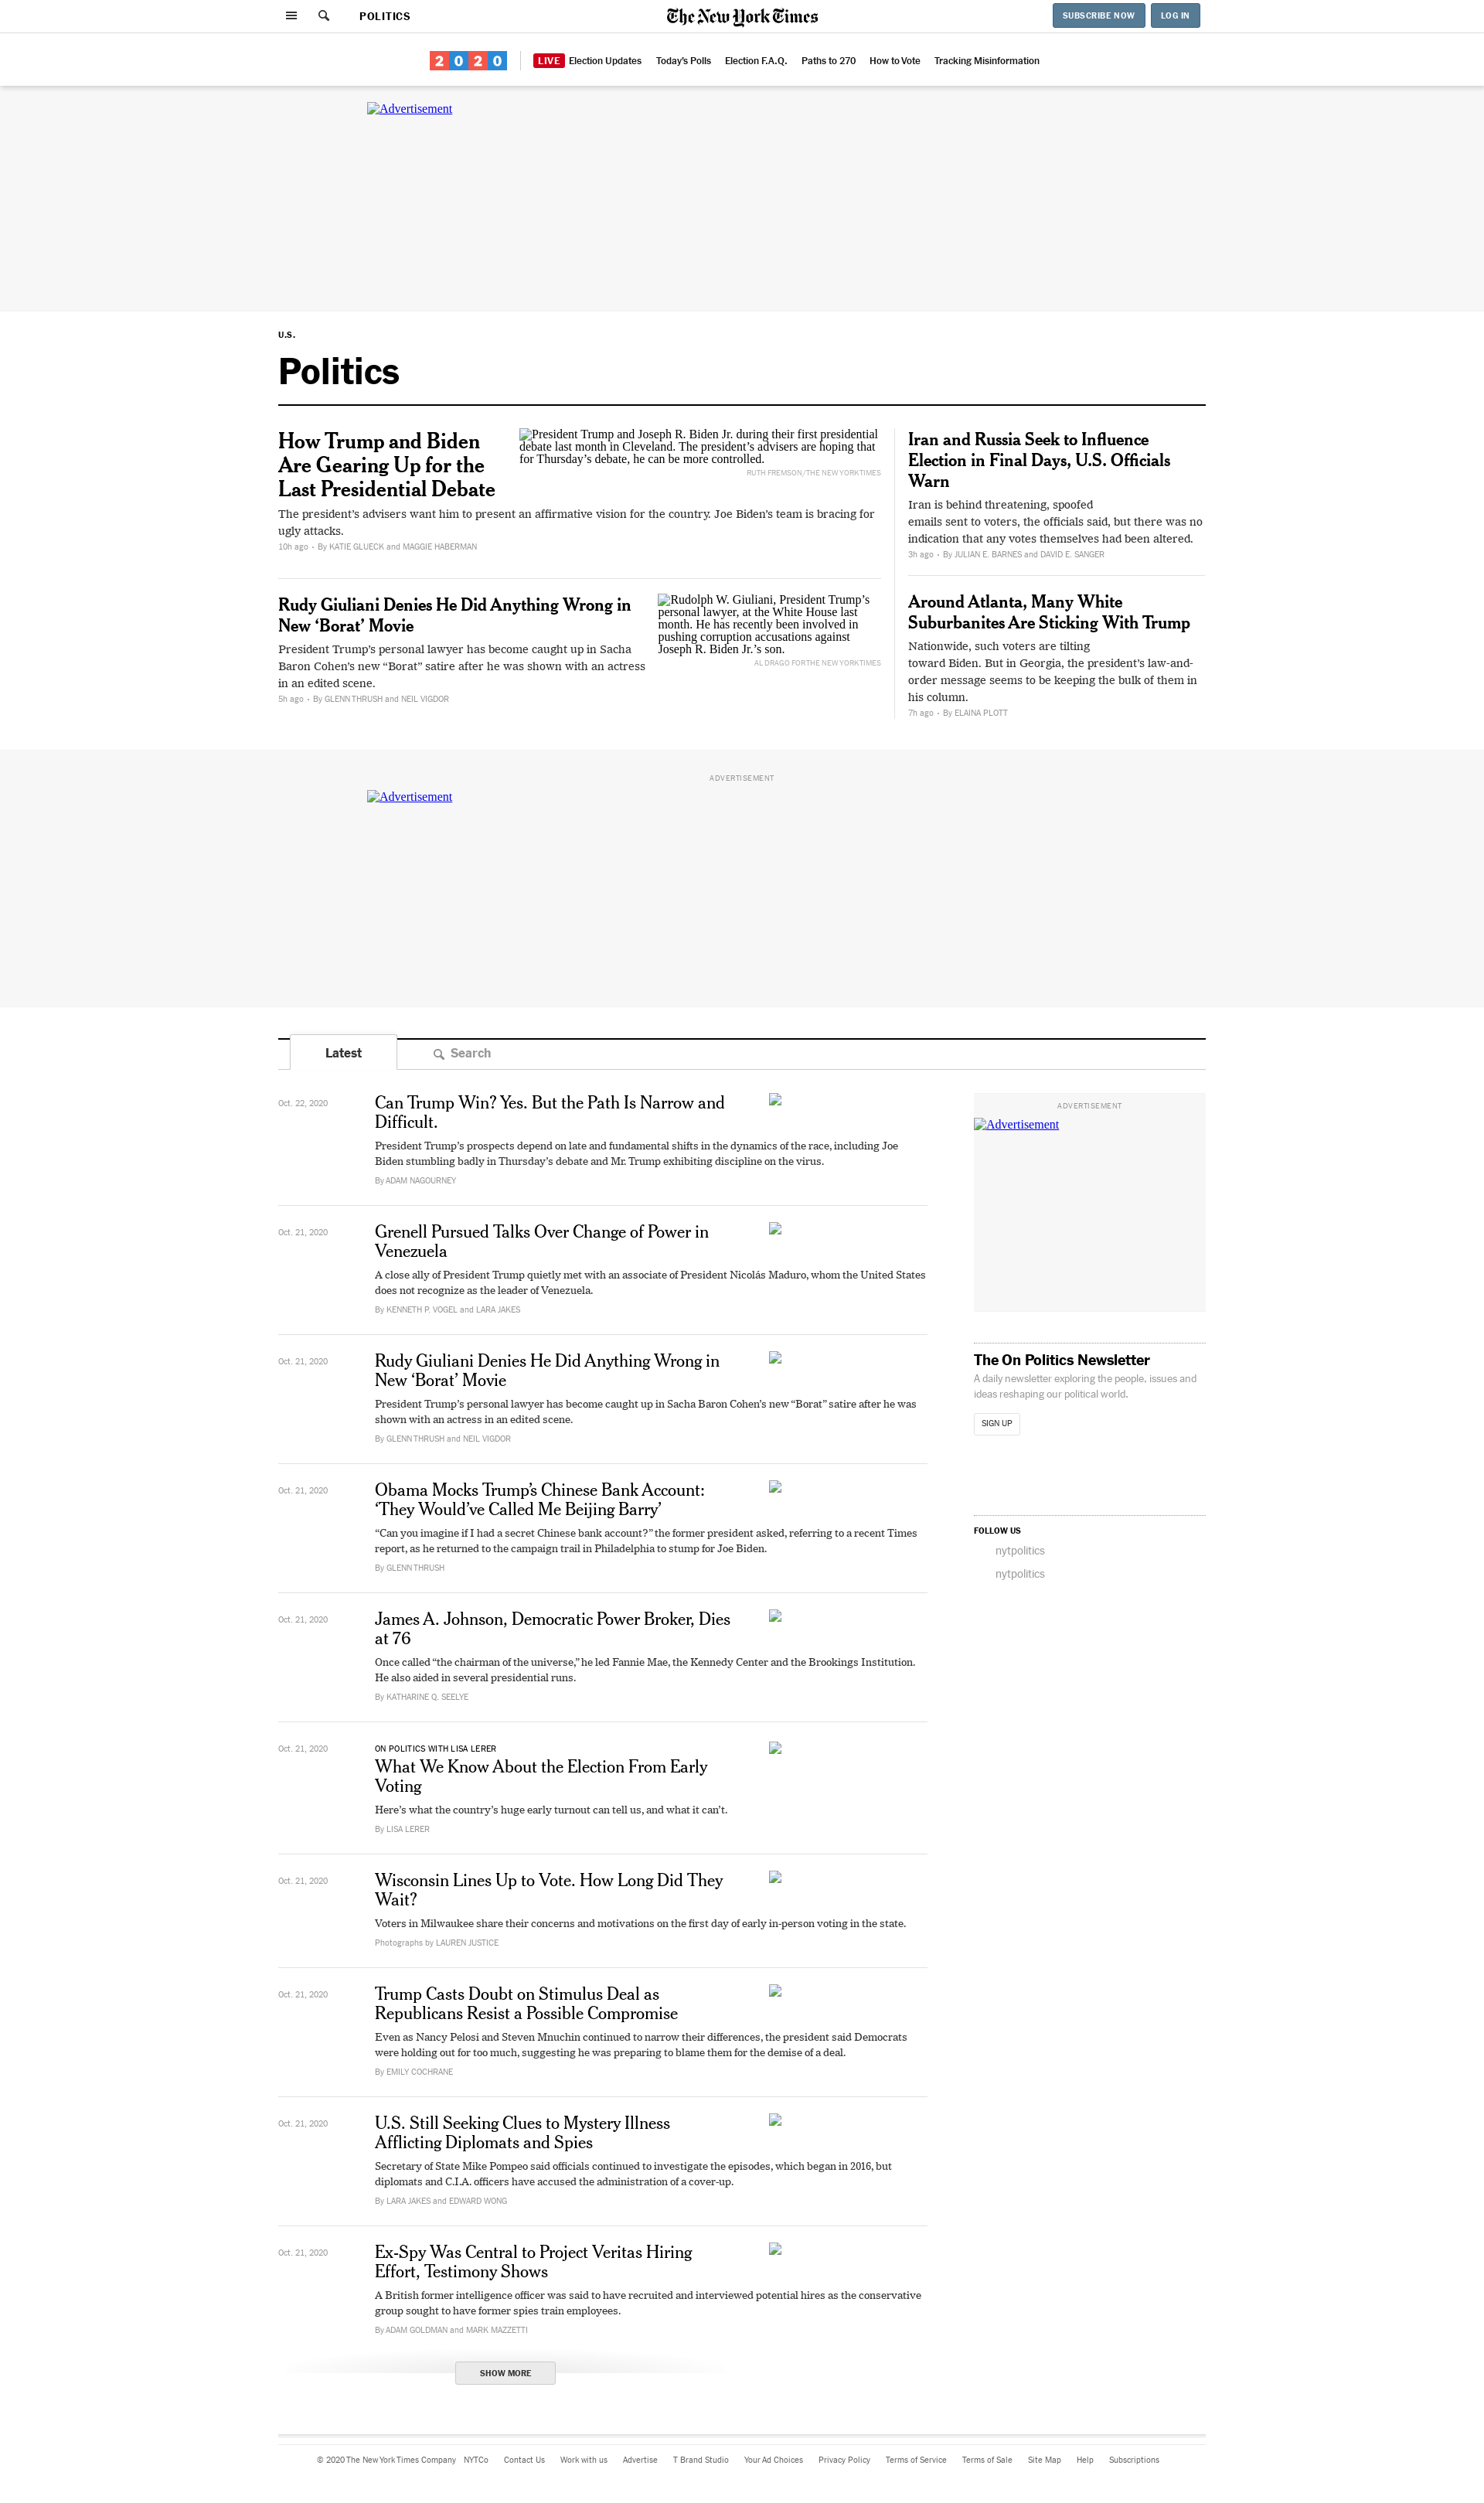 POLITICS
The New York Times
SUBSCRIBE NOW
LOG IN
2020
LIVE Election Updates
Today's Polls
Election F.A.Q.
Paths to 270
How to Vote
Tracking Misinformation
Advertisement
U.S.
Politics
How Trump and Biden
Are Gearing Up for the
Last Presidential Debate
President Trump and Joseph R. Biden Jr. during their first presidential
debate last month in Cleveland. The president’s advisers are hoping that
for Thursday’s debate, he can be more controlled.
RUTH FREMSON/THE NEW YORK TIMES
The president’s advisers want him to present an affirmative vision for the country. Joe Biden’s team is bracing for
ugly attacks.
10h ago • By KATIE GLUECK and MAGGIE HABERMAN
Rudy Giuliani Denies He Did Anything Wrong in
New ‘Borat’ Movie
President Trump’s personal lawyer has become caught up in Sacha
Baron Cohen’s new “Borat” satire after he was shown with an actress
in an edited scene.
5h ago • By GLENN THRUSH and NEIL VIGDOR
Rudolph W. Giuliani, President Trump’s
personal lawyer, at the White House last
month. He has recently been involved in
pushing corruption accusations against
Joseph R. Biden Jr.’s son.
AL DRAGO FOR THE NEW YORK TIMES
Iran and Russia Seek to Influence
Election in Final Days, U.S. Officials
Warn
Iran is behind threatening, spoofed
emails sent to voters, the officials said, but there was no
indication that any votes themselves had been altered.
3h ago • By JULIAN E. BARNES and DAVID E. SANGER
Around Atlanta, Many White
Suburbanites Are Sticking With Trump
Nationwide, such voters are tilting
toward Biden. But in Georgia, the president’s law-and-
order message seems to be keeping the bulk of them in
his column.
7h ago • By ELAINA PLOTT
ADVERTISEMENT
Advertisement
Latest
Search
Oct. 22, 2020
Can Trump Win? Yes. But the Path Is Narrow and
Difficult.
President Trump’s prospects depend on late and fundamental shifts in the dynamics of the race, including Joe
Biden stumbling badly in Thursday’s debate and Mr. Trump exhibiting discipline on the virus.
By ADAM NAGOURNEY
Oct. 21, 2020
Grenell Pursued Talks Over Change of Power in
Venezuela
A close ally of President Trump quietly met with an associate of President Nicolás Maduro, whom the United States
does not recognize as the leader of Venezuela.
By KENNETH P. VOGEL and LARA JAKES
Oct. 21, 2020
Rudy Giuliani Denies He Did Anything Wrong in
New ‘Borat’ Movie
President Trump’s personal lawyer has become caught up in Sacha Baron Cohen’s new “Borat” satire after he was
shown with an actress in an edited scene.
By GLENN THRUSH and NEIL VIGDOR
Oct. 21, 2020
Obama Mocks Trump’s Chinese Bank Account:
‘They Would’ve Called Me Beijing Barry’
“Can you imagine if I had a secret Chinese bank account?” the former president asked, referring to a recent Times
report, as he returned to the campaign trail in Philadelphia to stump for Joe Biden.
By GLENN THRUSH
Oct. 21, 2020
James A. Johnson, Democratic Power Broker, Dies
at 76
Once called “the chairman of the universe,” he led Fannie Mae, the Kennedy Center and the Brookings Institution.
He also aided in several presidential runs.
By KATHARINE Q. SEELYE
Oct. 21, 2020
ON POLITICS WITH LISA LERER
What We Know About the Election From Early
Voting
Here’s what the country’s huge early turnout can tell us, and what it can’t.
By LISA LERER
Oct. 21, 2020
Wisconsin Lines Up to Vote. How Long Did They
Wait?
Voters in Milwaukee share their concerns and motivations on the first day of early in-person voting in the state.
Photographs by LAUREN JUSTICE
Oct. 21, 2020
Trump Casts Doubt on Stimulus Deal as
Republicans Resist a Possible Compromise
Even as Nancy Pelosi and Steven Mnuchin continued to narrow their differences, the president said Democrats
were holding out for too much, suggesting he was preparing to blame them for the demise of a deal.
By EMILY COCHRANE
Oct. 21, 2020
U.S. Still Seeking Clues to Mystery Illness
Afflicting Diplomats and Spies
Secretary of State Mike Pompeo said officials continued to investigate the episodes, which began in 2016, but
diplomats and C.I.A. officers have accused the administration of a cover-up.
By LARA JAKES and EDWARD WONG
Oct. 21, 2020
Ex-Spy Was Central to Project Veritas Hiring
Effort, Testimony Shows
A British former intelligence officer was said to have recruited and interviewed potential hires as the conservative
group sought to have former spies train employees.
By ADAM GOLDMAN and MARK MAZZETTI
SHOW MORE
ADVERTISEMENT
Advertisement
The On Politics Newsletter
A daily newsletter exploring the people, issues and
ideas reshaping our political world.
SIGN UP
FOLLOW US
nytpolitics
nytpolitics
© 2020 The New York Times Company
NYTCo
Contact Us
Work with us
Advertise
T Brand Studio
Your Ad Choices
Privacy Policy
Terms of Service
Terms of Sale
Site Map
Help
Subscriptions